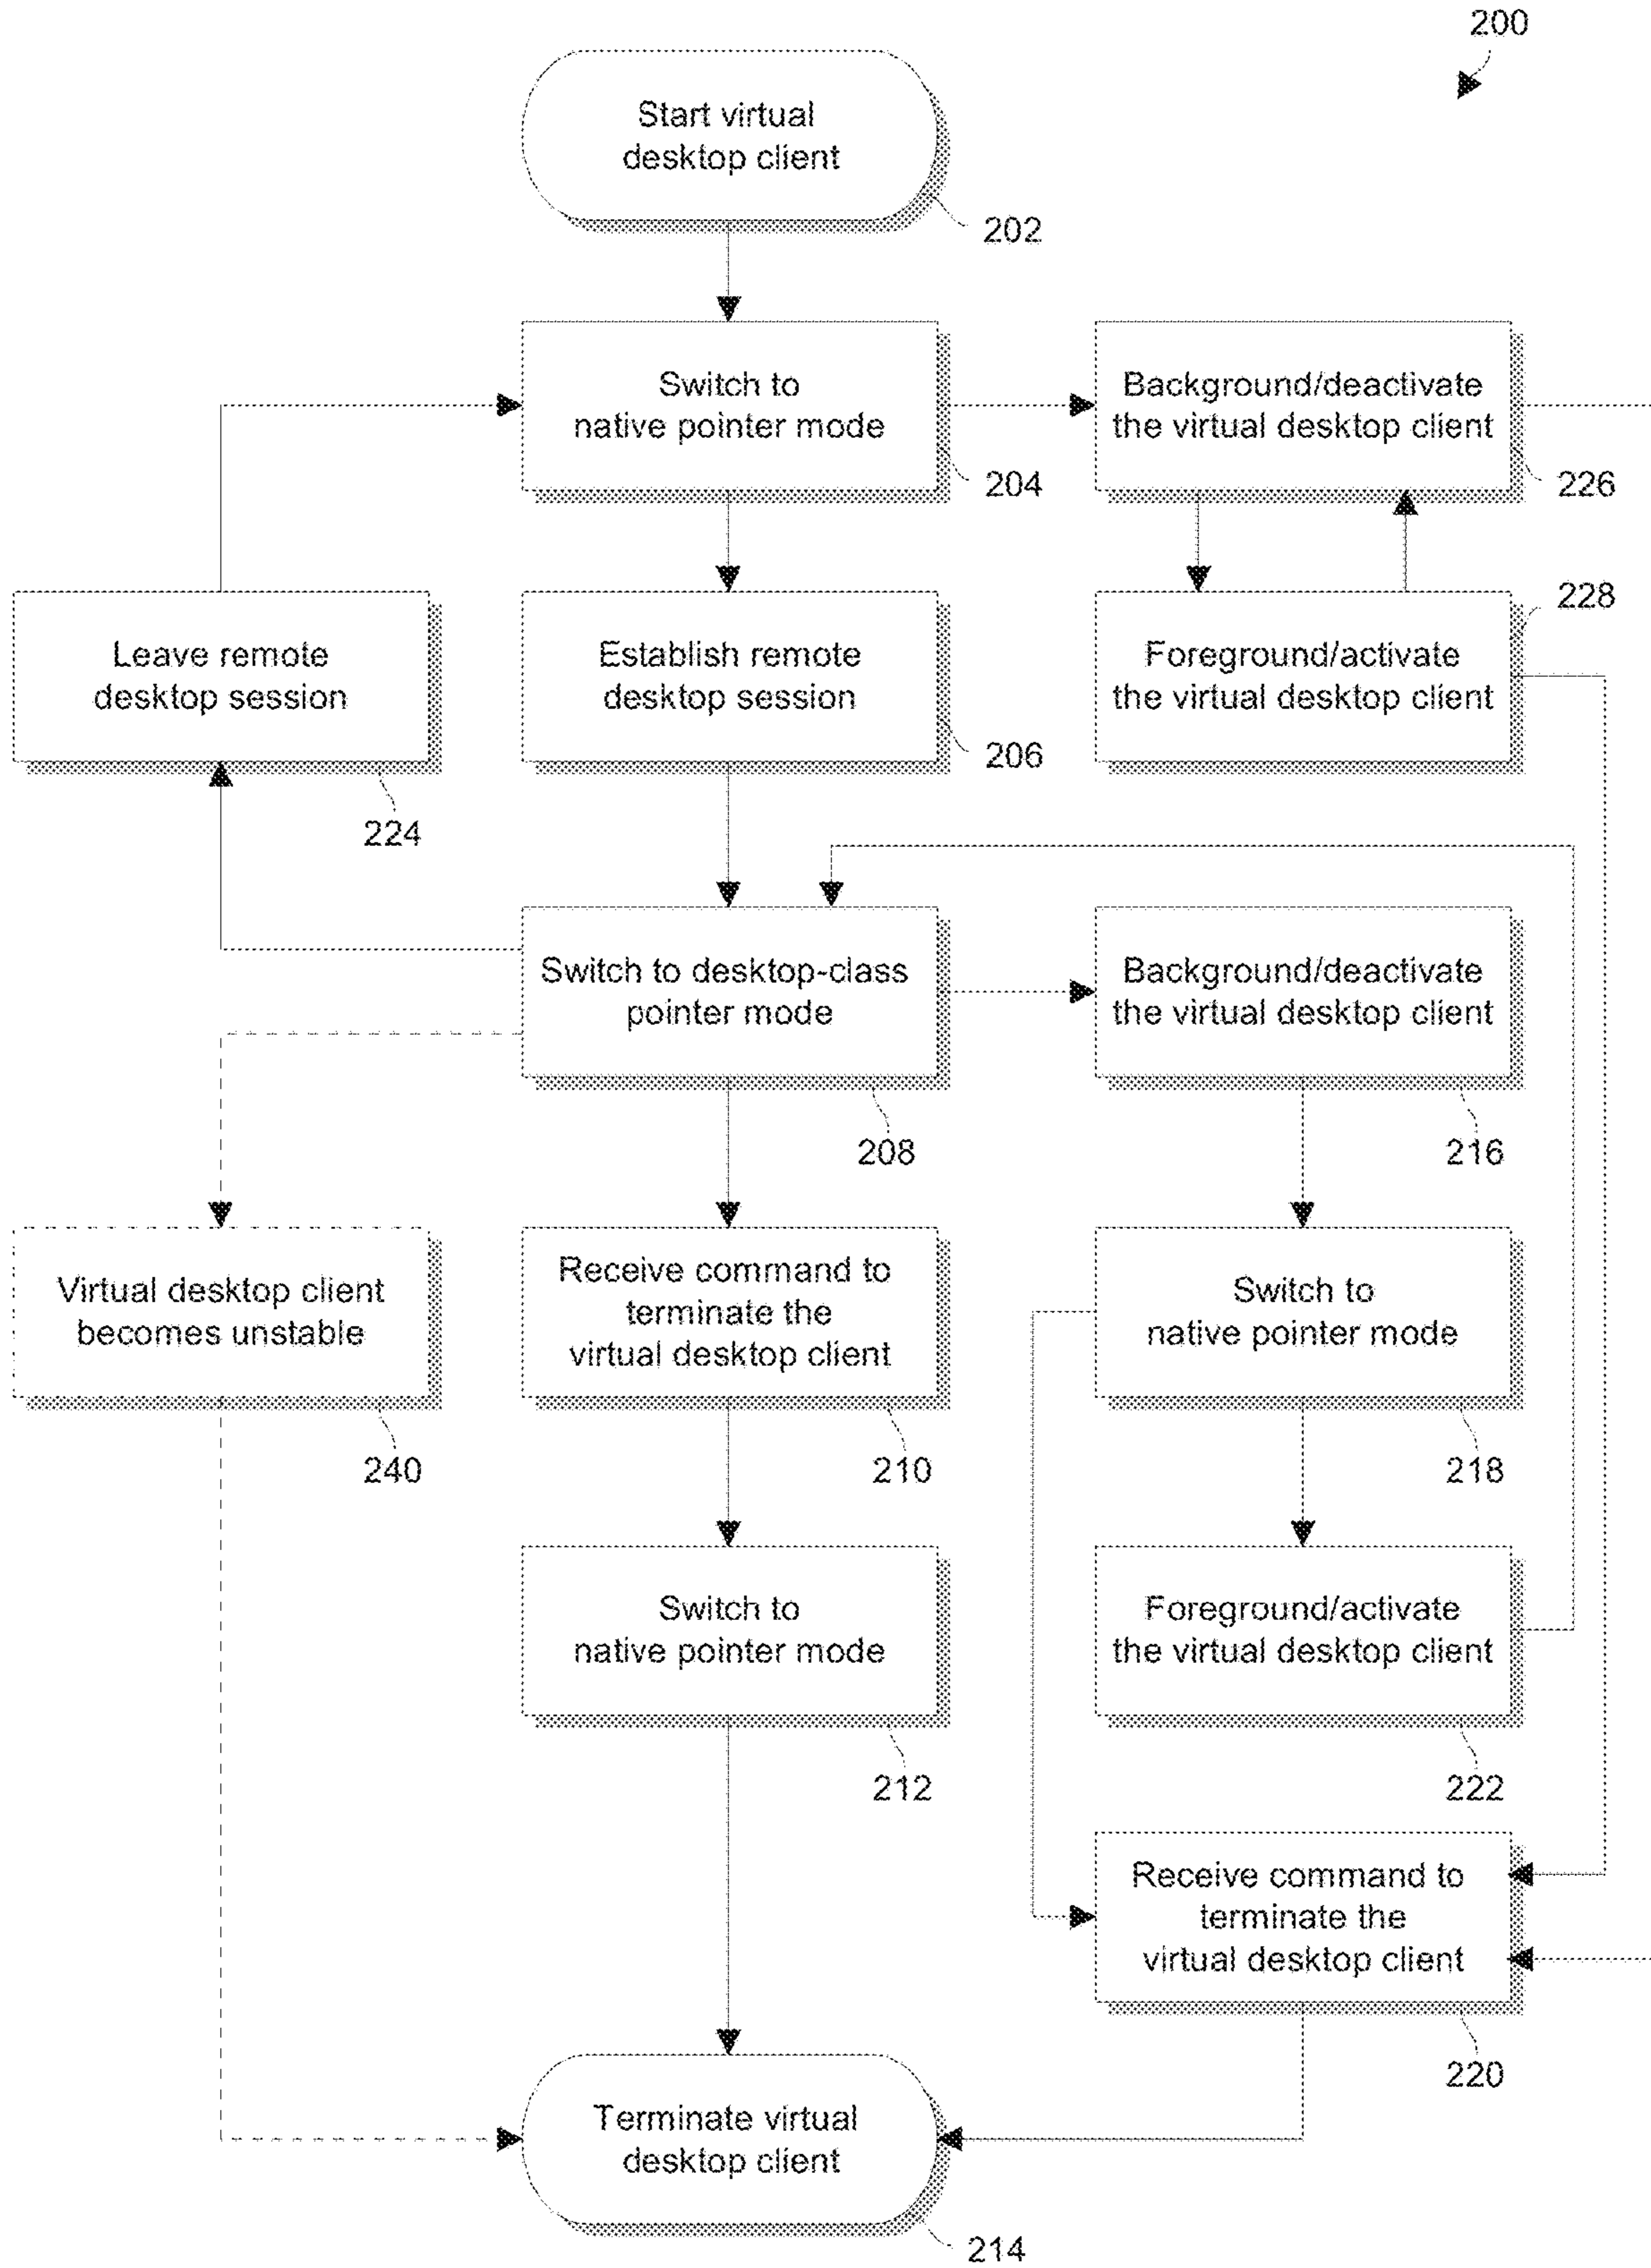 200
Start virtual
desktop client
202
Switch to
native pointer mode
204
Background/deactivate
the virtual desktop client
226
Leave remote
desktop session
224
Establish remote
desktop session
206
Foreground/activate
the virtual desktop client
228
Switch to desktop-class
pointer mode
208
Background/deactivate
the virtual desktop client
216
Virtual desktop client
becomes unstable
240
Receive command to
terminate the
virtual desktop client
210
Switch to
native pointer mode
218
Switch to
native pointer mode
212
Foreground/activate
the virtual desktop client
222
Receive command to
terminate the
virtual desktop client
220
Terminate virtual
desktop client
214